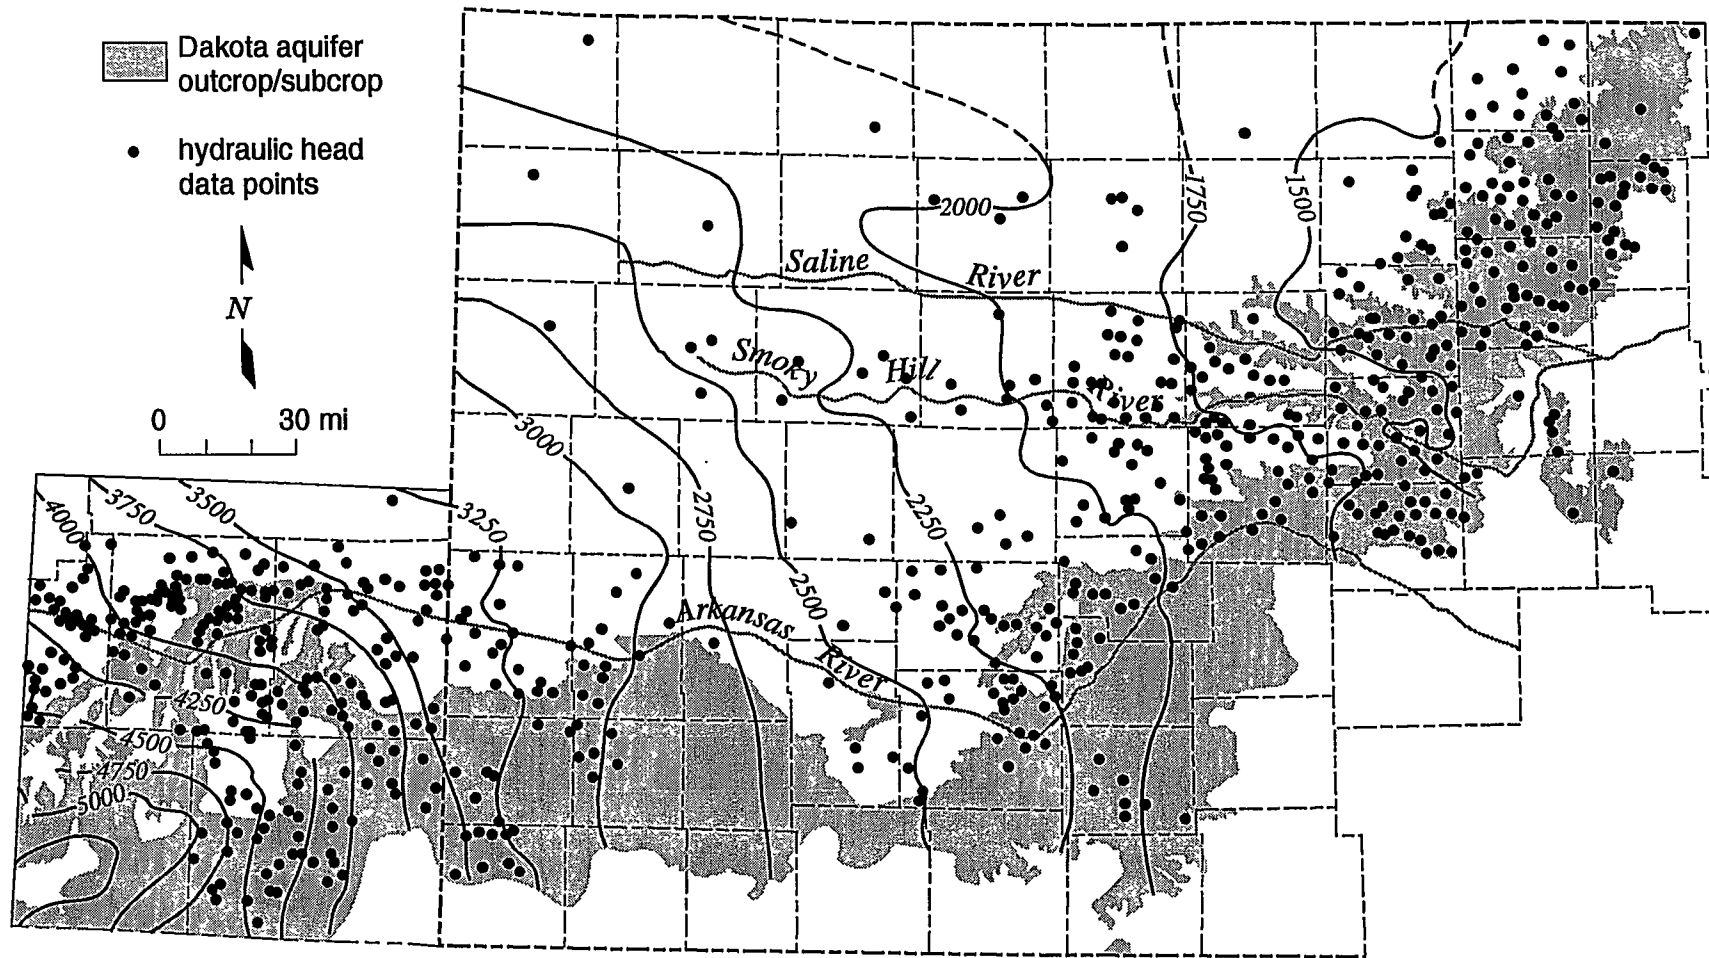 Dakota aquifer
outcrop/subcrop
hydraulic head
data points
N
0 30 mi
2000
1750
1500
Saline River
Smoky Hill River
3000
4000
3750
3500
3250
2750
2250
2500
Arkansas River
4250
4500
4750
5000